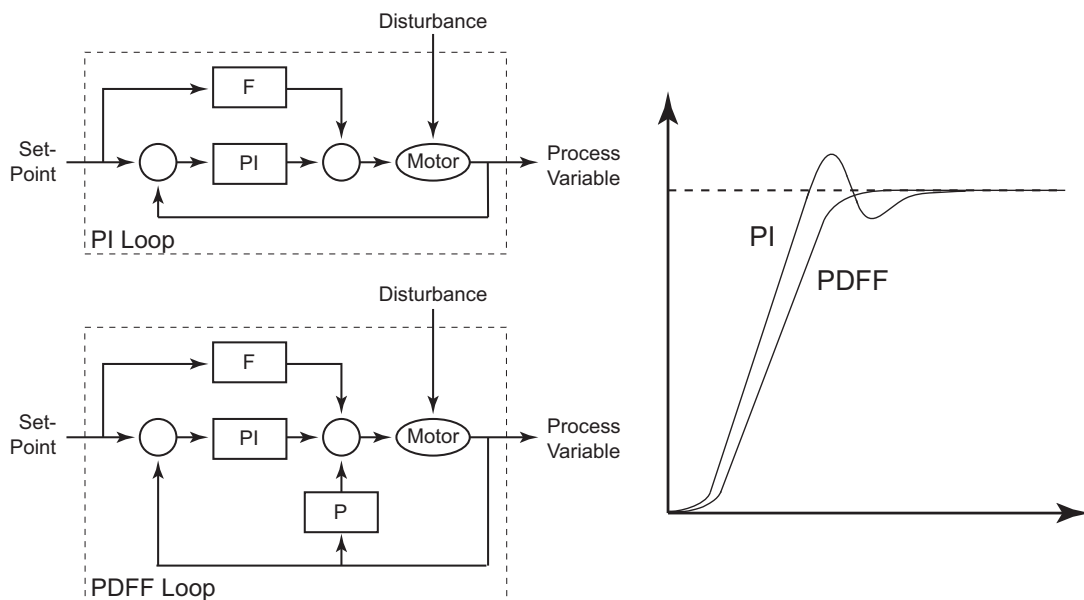 Disturbance
F
Set-
Point
PI
Motor
Process
Variable
PI Loop
Disturbance
F
Set-
Point
PI
Motor
Process
Variable
P
PDFF Loop
PI
PDFF